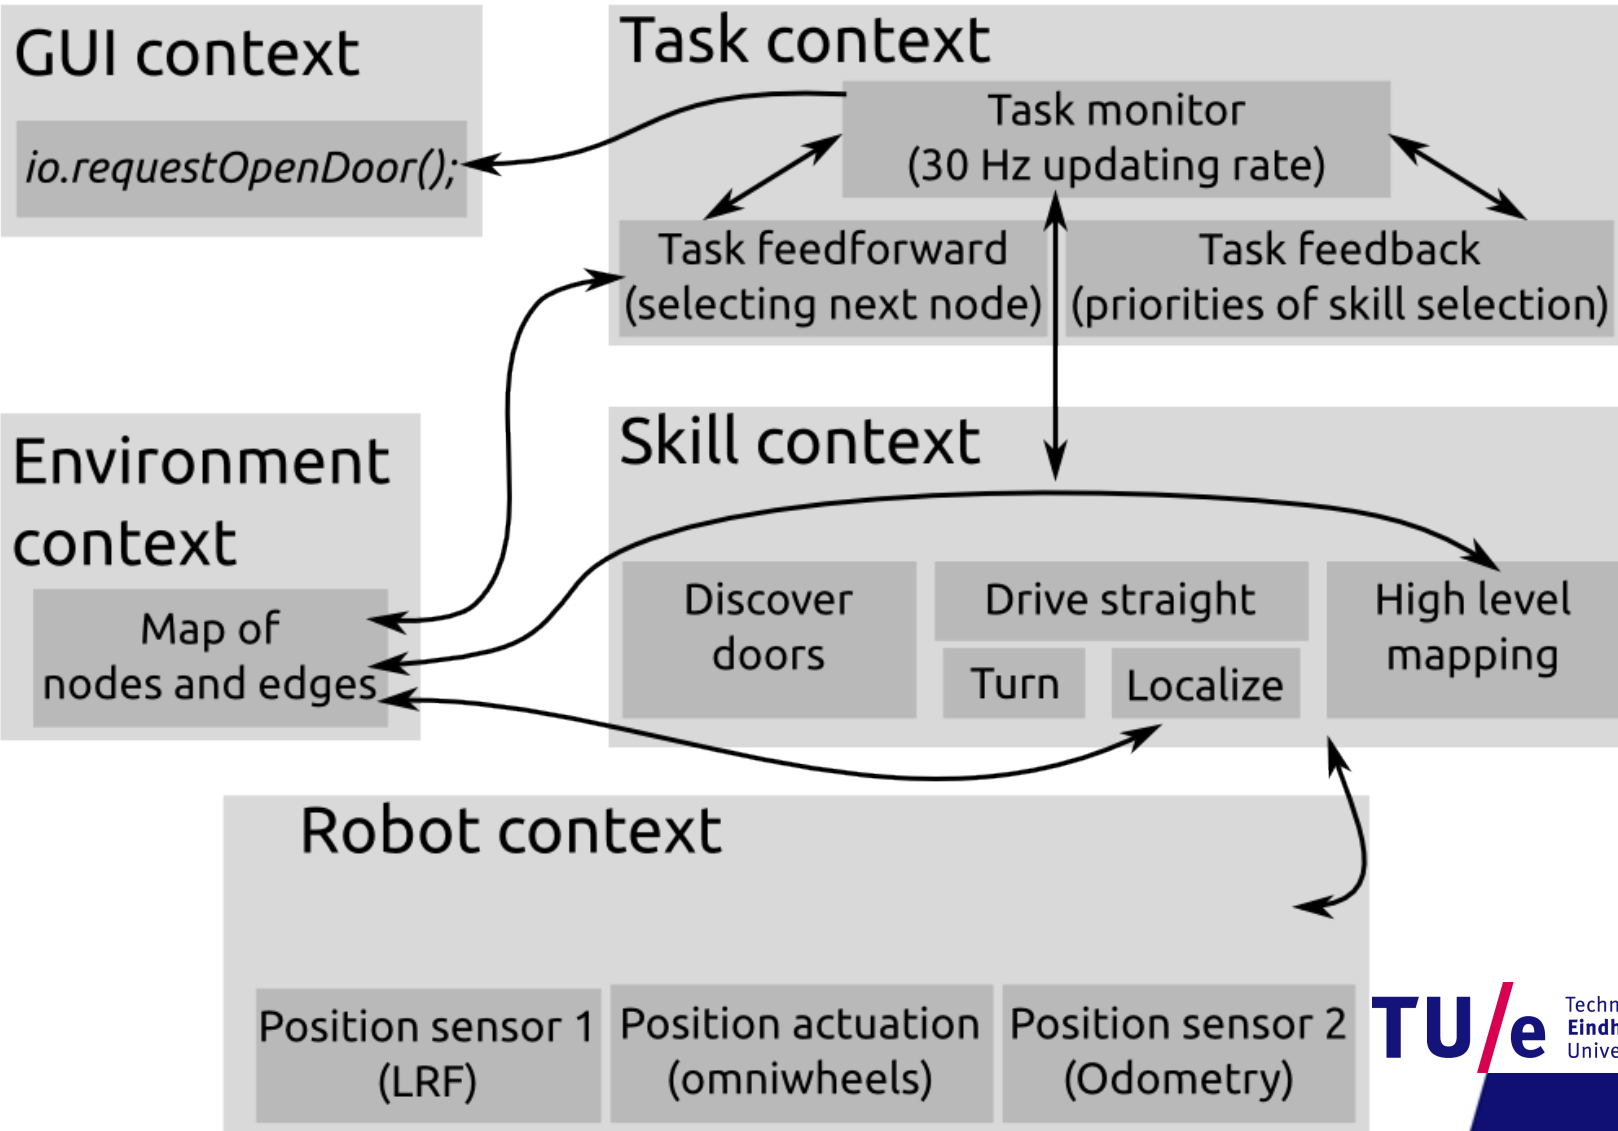 GUI context
io.requestOpenDoor();
Task context
Task monitor
(30 Hz updating rate)
Task feedforward
(selecting next node)
Task feedback
(priorities of skill selection)
Environment
context
Map of
nodes and edges
Skill context
Discover
doors
Drive straight
Turn
Localize
High level
mapping
Robot context
Position sensor 1
(LRF)
Position actuation
(omniwheels)
Position sensor 2
(Odometry)
TU/e